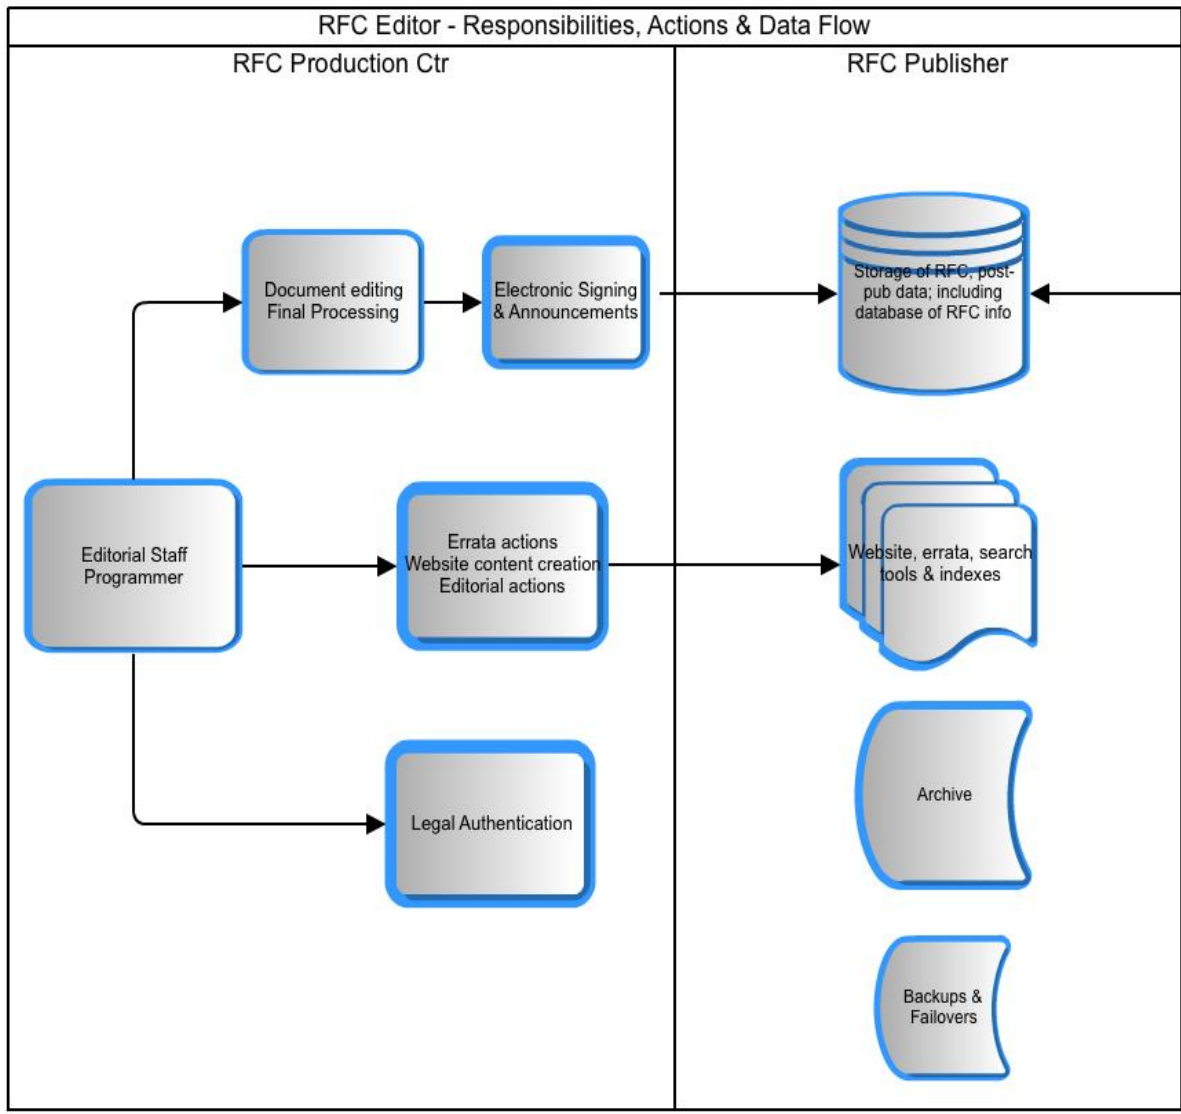 RFC Editor - Responsibilities, Actions & Data Flow
RFC Production Ctr
RFC Publisher
Document editing
Final Processing
Electronic Signing
& Announcements
Storage of RFC, post-
pub data; including
database of RFC info
Editorial Staff
Programmer
Errata actions
Website content creation
Editorial actions
Website, errata, search
tools & indexes
Legal Authentication
Archive
Backups &
Failovers